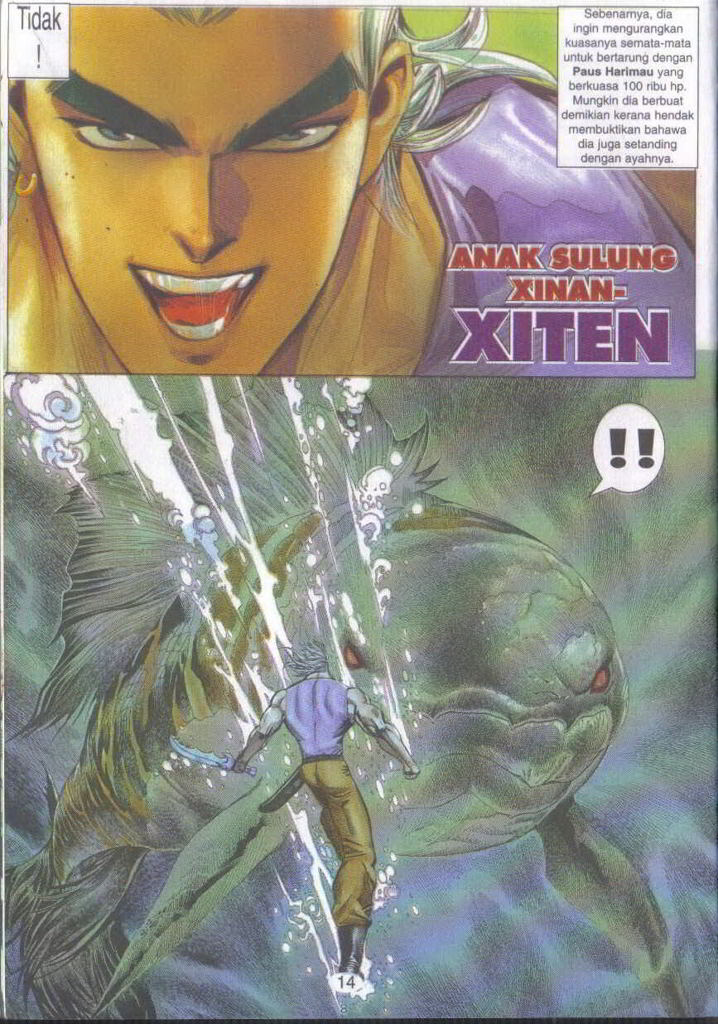 Tidak
!
Sebenarnya, dia
ingin mengurangkan
kuasanya semata-mata
untuk bertarung dengan
Paus Harimau yang
berkuasa 100 ribu HP.
Mungkin dia berbuat
demikian kerana hendak
membuktikan bahawa
dia juga setanding
dengan ayahnya.
ANAK SULUNG
XINAN-
XITEN
!!
14
8